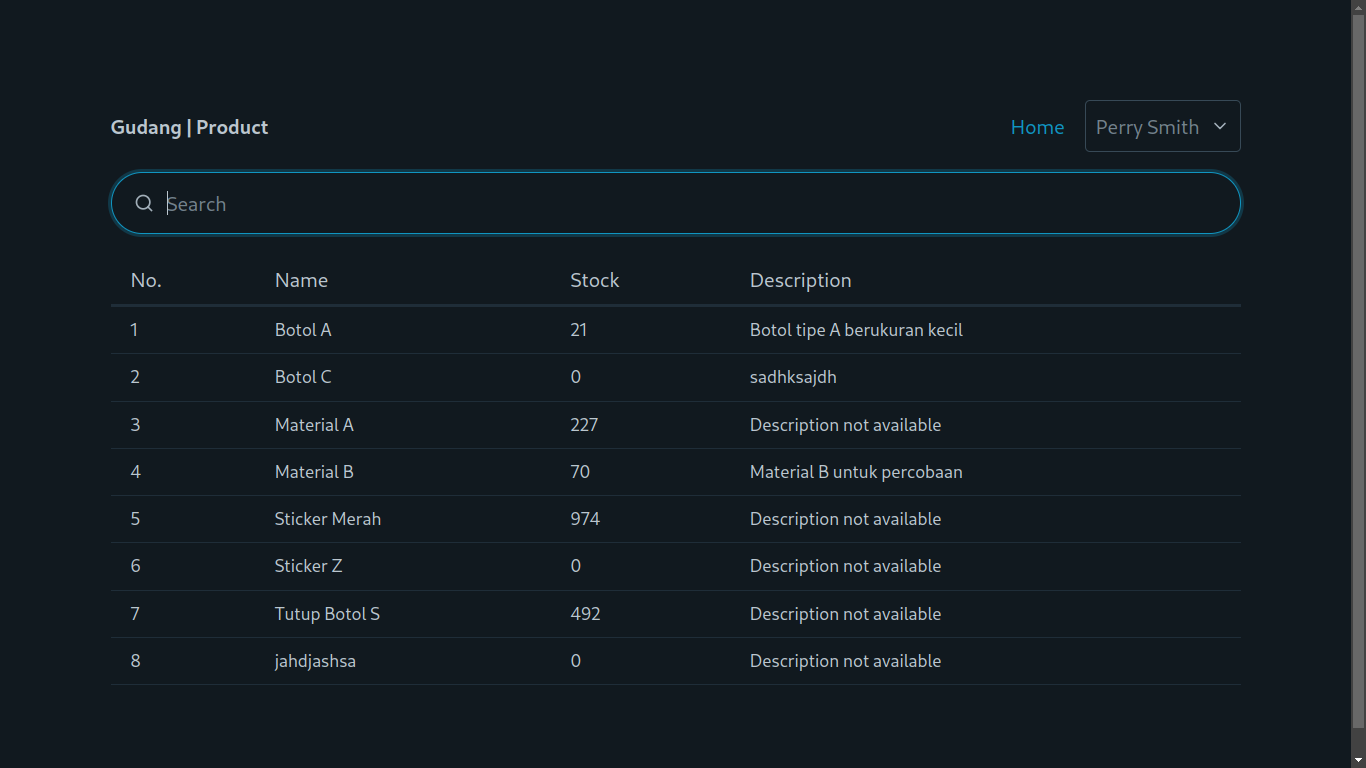 Gudang | Product Home Perry Smith
Search
No. Name Stock Description
1 Botol A 21 Botol tipe A berukuran kecil
2 Botol C 0 sadhksajdh
3 Material A 227 Description not available
4 Material B 70 Material B untuk percobaan
5 Sticker Merah 974 Description not available
6 Sticker Z 0 Description not available
7 Tutup Botol S 492 Description not available
8 jahdjashsa 0 Description not available